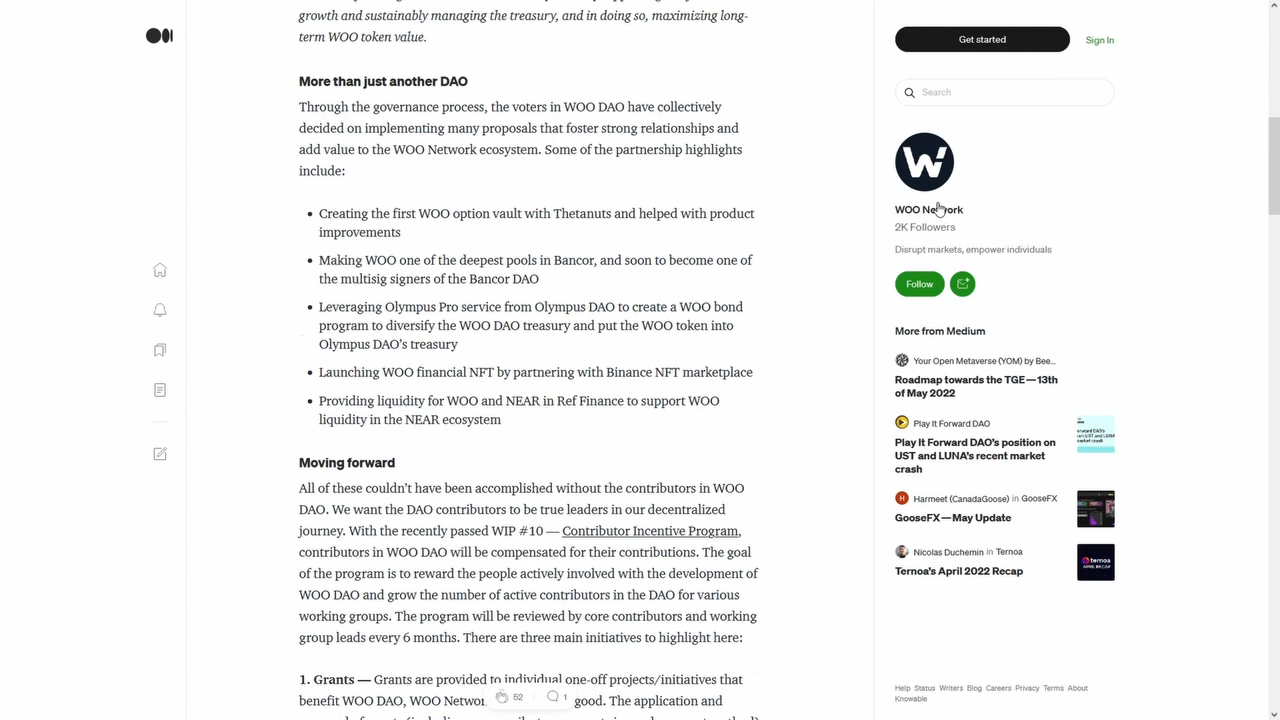 growth and sustainably managing the treasury, and in doing so, maximizing long-
term WOO token value.
More than just another DAO
Through the governance process, the voters in WOO DAO have collectively
decided on implementing many proposals that foster strong relationships and
add value to the WOO Network ecosystem. Some of the partnership highlights
include:
• Creating the first WOO option vault with Thetanuts and helped with product
improvements
• Making WOO one of the deepest pools in Bancor, and soon to become one of
the multisig signers of the Bancor DAO
• Leveraging Olympus Pro service from Olympus DAO to create a WOO bond
program to diversify the WOO DAO treasury and put the WOO token into
Olympus DAO’s treasury
• Launching WOO financial NFT by partnering with Binance NFT marketplace
• Providing liquidity for WOO and NEAR in Ref Finance to support WOO
liquidity in the NEAR ecosystem
Moving forward
All of these couldn’t have been accomplished without the contributors in WOO
DAO. We want the DAO contributors to be true leaders in our decentralized
journey. With the recently passed WIP #10 — Contributor Incentive Program,
contributors in WOO DAO will be compensated for their contributions. The goal
of the program is to reward the people actively involved with the development of
WOO DAO and grow the number of active contributors in the DAO for various
working groups. The program will be reviewed by core contributors and working
group leads every 6 months. There are three main initiatives to highlight here:
1. Grants — Grants are provided to individual one-off projects/initiatives that
benefit WOO DAO, WOO Networ good. The application and
52
1
Get started
Sign In
Search
W
WOO Network
2K Followers
Disrupt markets, empower individuals
Follow
More from Medium
Your Open Metaverse (YOM) by Bee...
Roadmap towards the TGE — 13th
of May 2022
Play It Forward DAO
Play It Forward DAO’s position on
UST and LUNA’s recent market
crash
H Harmeet (CanadaGoose) in GooseFX
GooseFX — May Update
Nicolas Duchemin in Ternoa
Ternoa’s April 2022 Recap
ternoa
APRIL RECAP
Help Status Writers Blog Careers Privacy Terms About
Knowable